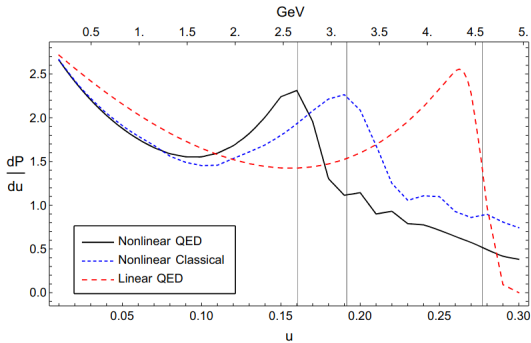 GeV
0.5 1. 1.5 2. 2.5 3. 3.5 4. 4.5 5.
2.5
2.0
1.5
1.0
0.5
0.0
dP
du
Nonlinear QED
Nonlinear Classical
Linear QED
0.05 0.10 0.15 0.20 0.25 0.30
u